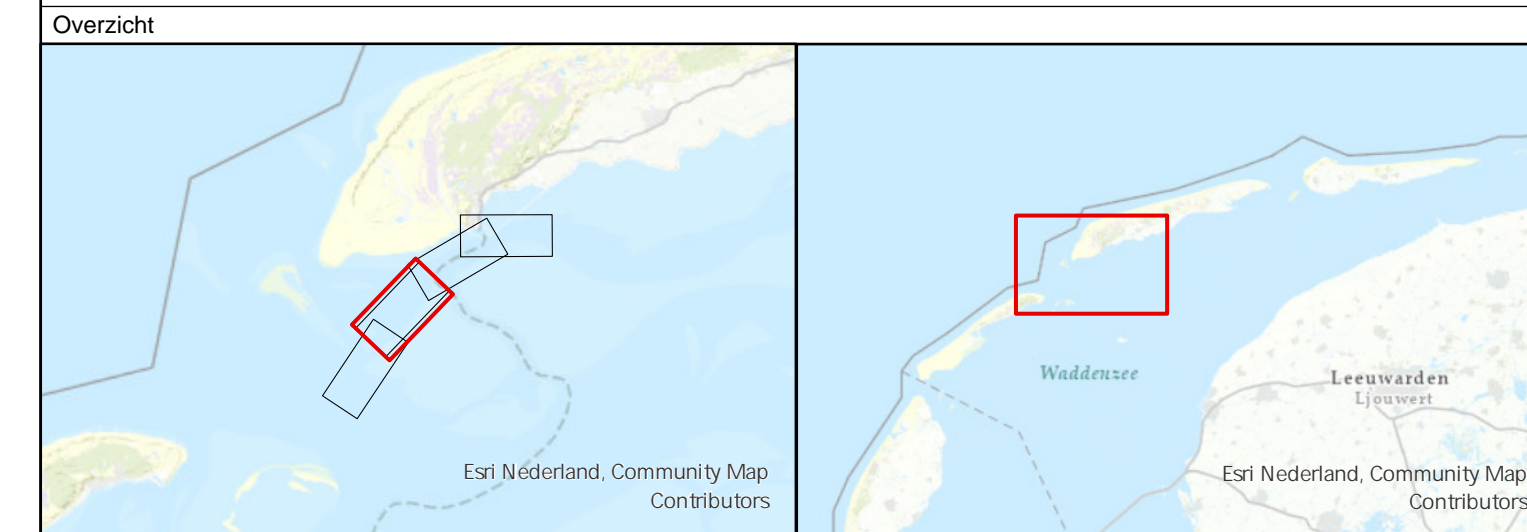 Overzicht
Esri Nederland, Community Map
Contributors
Waddenzee
Leeuwarden
Ljouwert
Esri Nederland, Community Map
Contributors